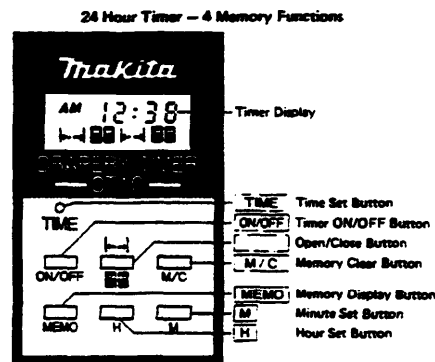 24 Hour Timer — 4 Memory Functions
Makita
AM 12:38
Timer Display
TIME
TIME Time Set Button
ON/OFF Timer ON/OFF Button
Open/Close Button
ON/OFF M/C
M/C Memory Clear Button
MEMO Memory Display Button
M Minute Set Button
MEMO H M
H Hour Set Button